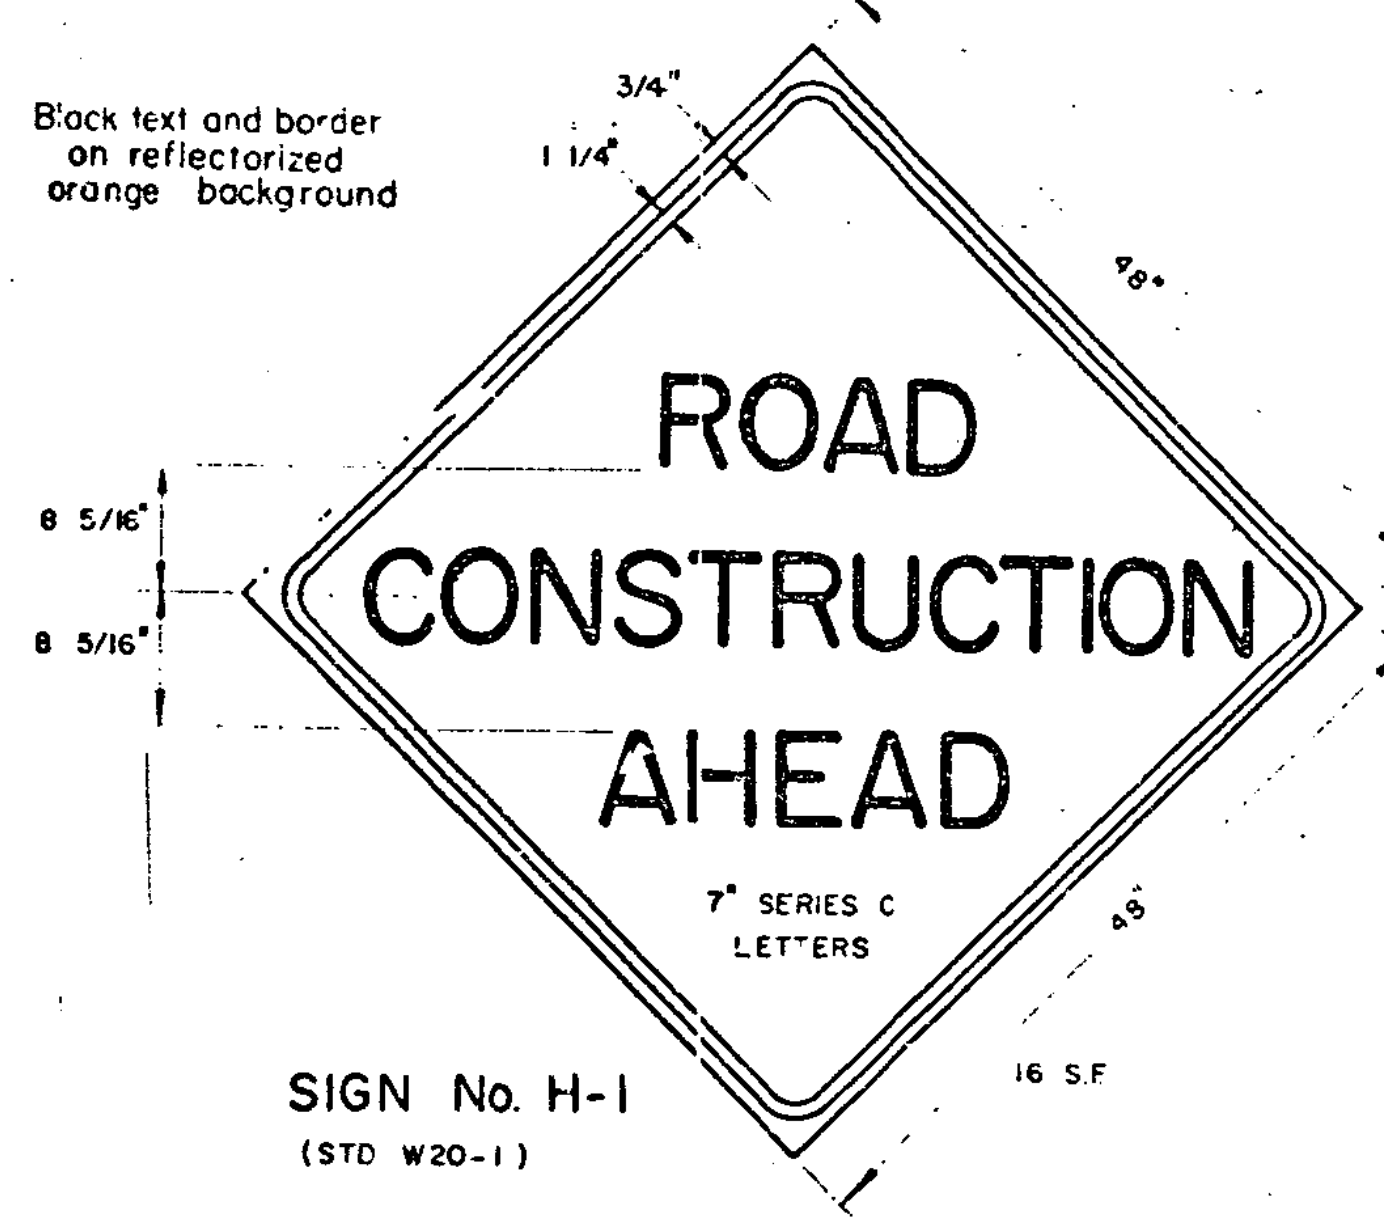 3/4"
Black text and border
on reflectorized
orange background
1 1/4"
48"
ROAD
8 5/16"
CONSTRUCTION
8 5/16"
AHEAD
7" SERIES C
LETTERS
48"
16 S.F.
SIGN No. H-1
(STD W20-1)